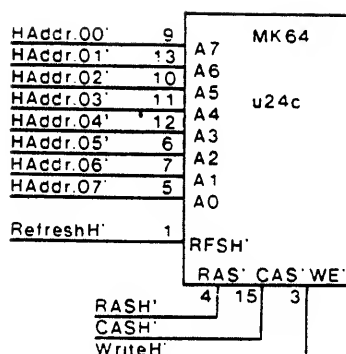 HAddr.00' 9 A7 MK64
HAddr.01' 13 A6
HAddr.02' 10 A5 u24c
HAddr.03' 11 A4
HAddr.04' 12 A3
HAddr.05' 6 A2
HAddr.06' 7 A1
HAddr.07' 5 A0
RefreshH' 1 RFSH'
RAS' CAS' WE'
4 15 3
RASH'
CASH'
WriteH'